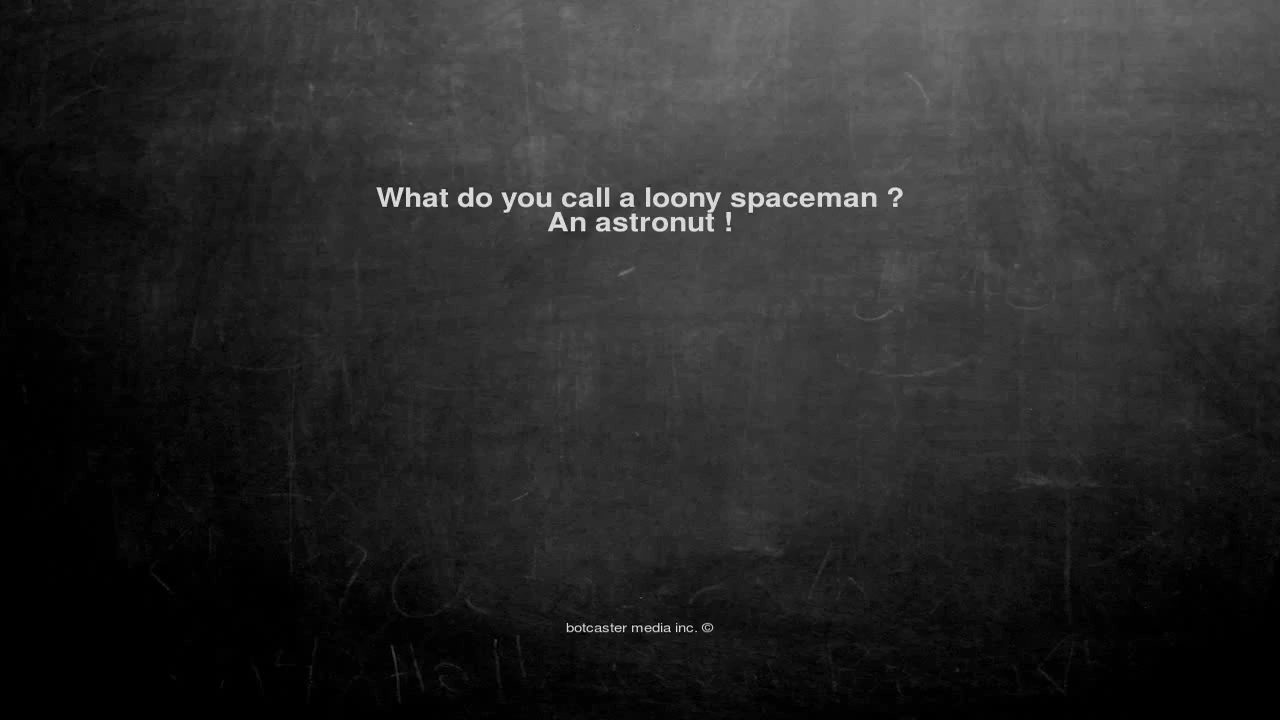 What do you call a loony spaceman ?
An astronut !
botcaster media inc. ©